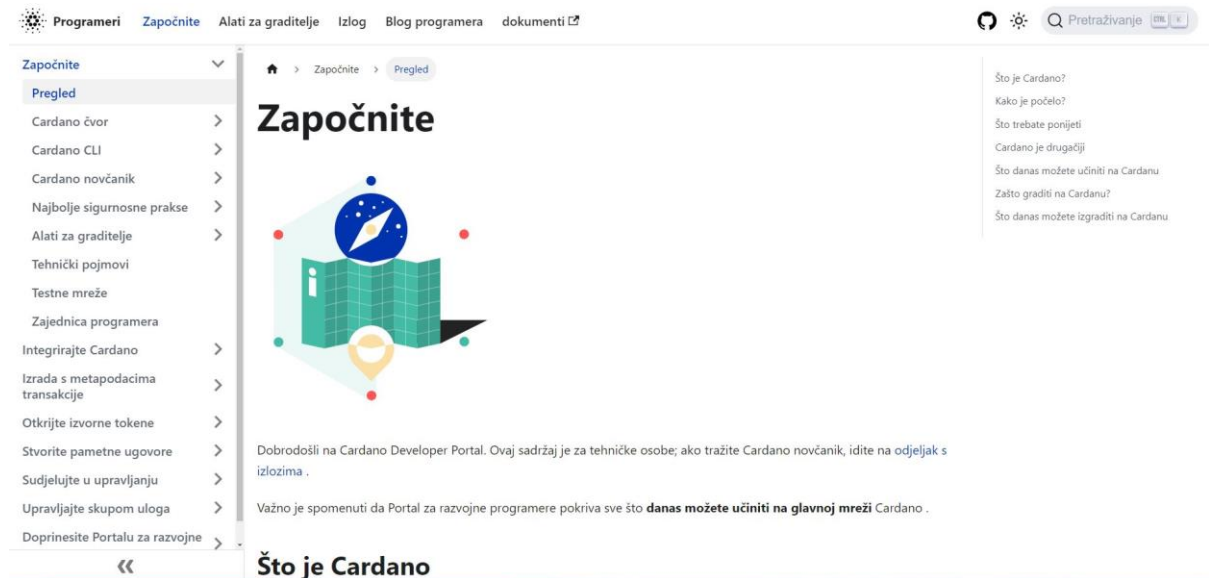 Programeri Započnite Alati za graditelje Izlog Blog programera dokumenti Pretraživanje CTRL K
Započnite
Pregled
Cardano čvor
Cardano CLI
Cardano novčanik
Najbolje sigurnosne prakse
Alati za graditelje
Tehnički pojmovi
Testne mreže
Zajednica programera
Integrirajte Cardano
Izrada s metapodacima
transakcije
Otkrijte izvorne tokene
Stvorite pametne ugovore
Sudjelujte u upravljanju
Upravljajte skupom uloga
Doprinesite Portalu za razvojne
Započnite > Pregled
Započnite
i
Dobrodošli na Cardano Developer Portal. Ovaj sadržaj je za tehničke osobe; ako tražite Cardano novčanik, idite na odjeljak s
izlozima .
Važno je spomenuti da Portal za razvojne programere pokriva sve što danas možete učiniti na glavnoj mreži Cardano .
Što je Cardano
Što je Cardano?
Kako je počelo?
Što trebate ponijeti
Cardano je drugačiji
Što danas možete učiniti na Cardanu
Zašto graditi na Cardanu?
Što danas možete izgraditi na Cardanu